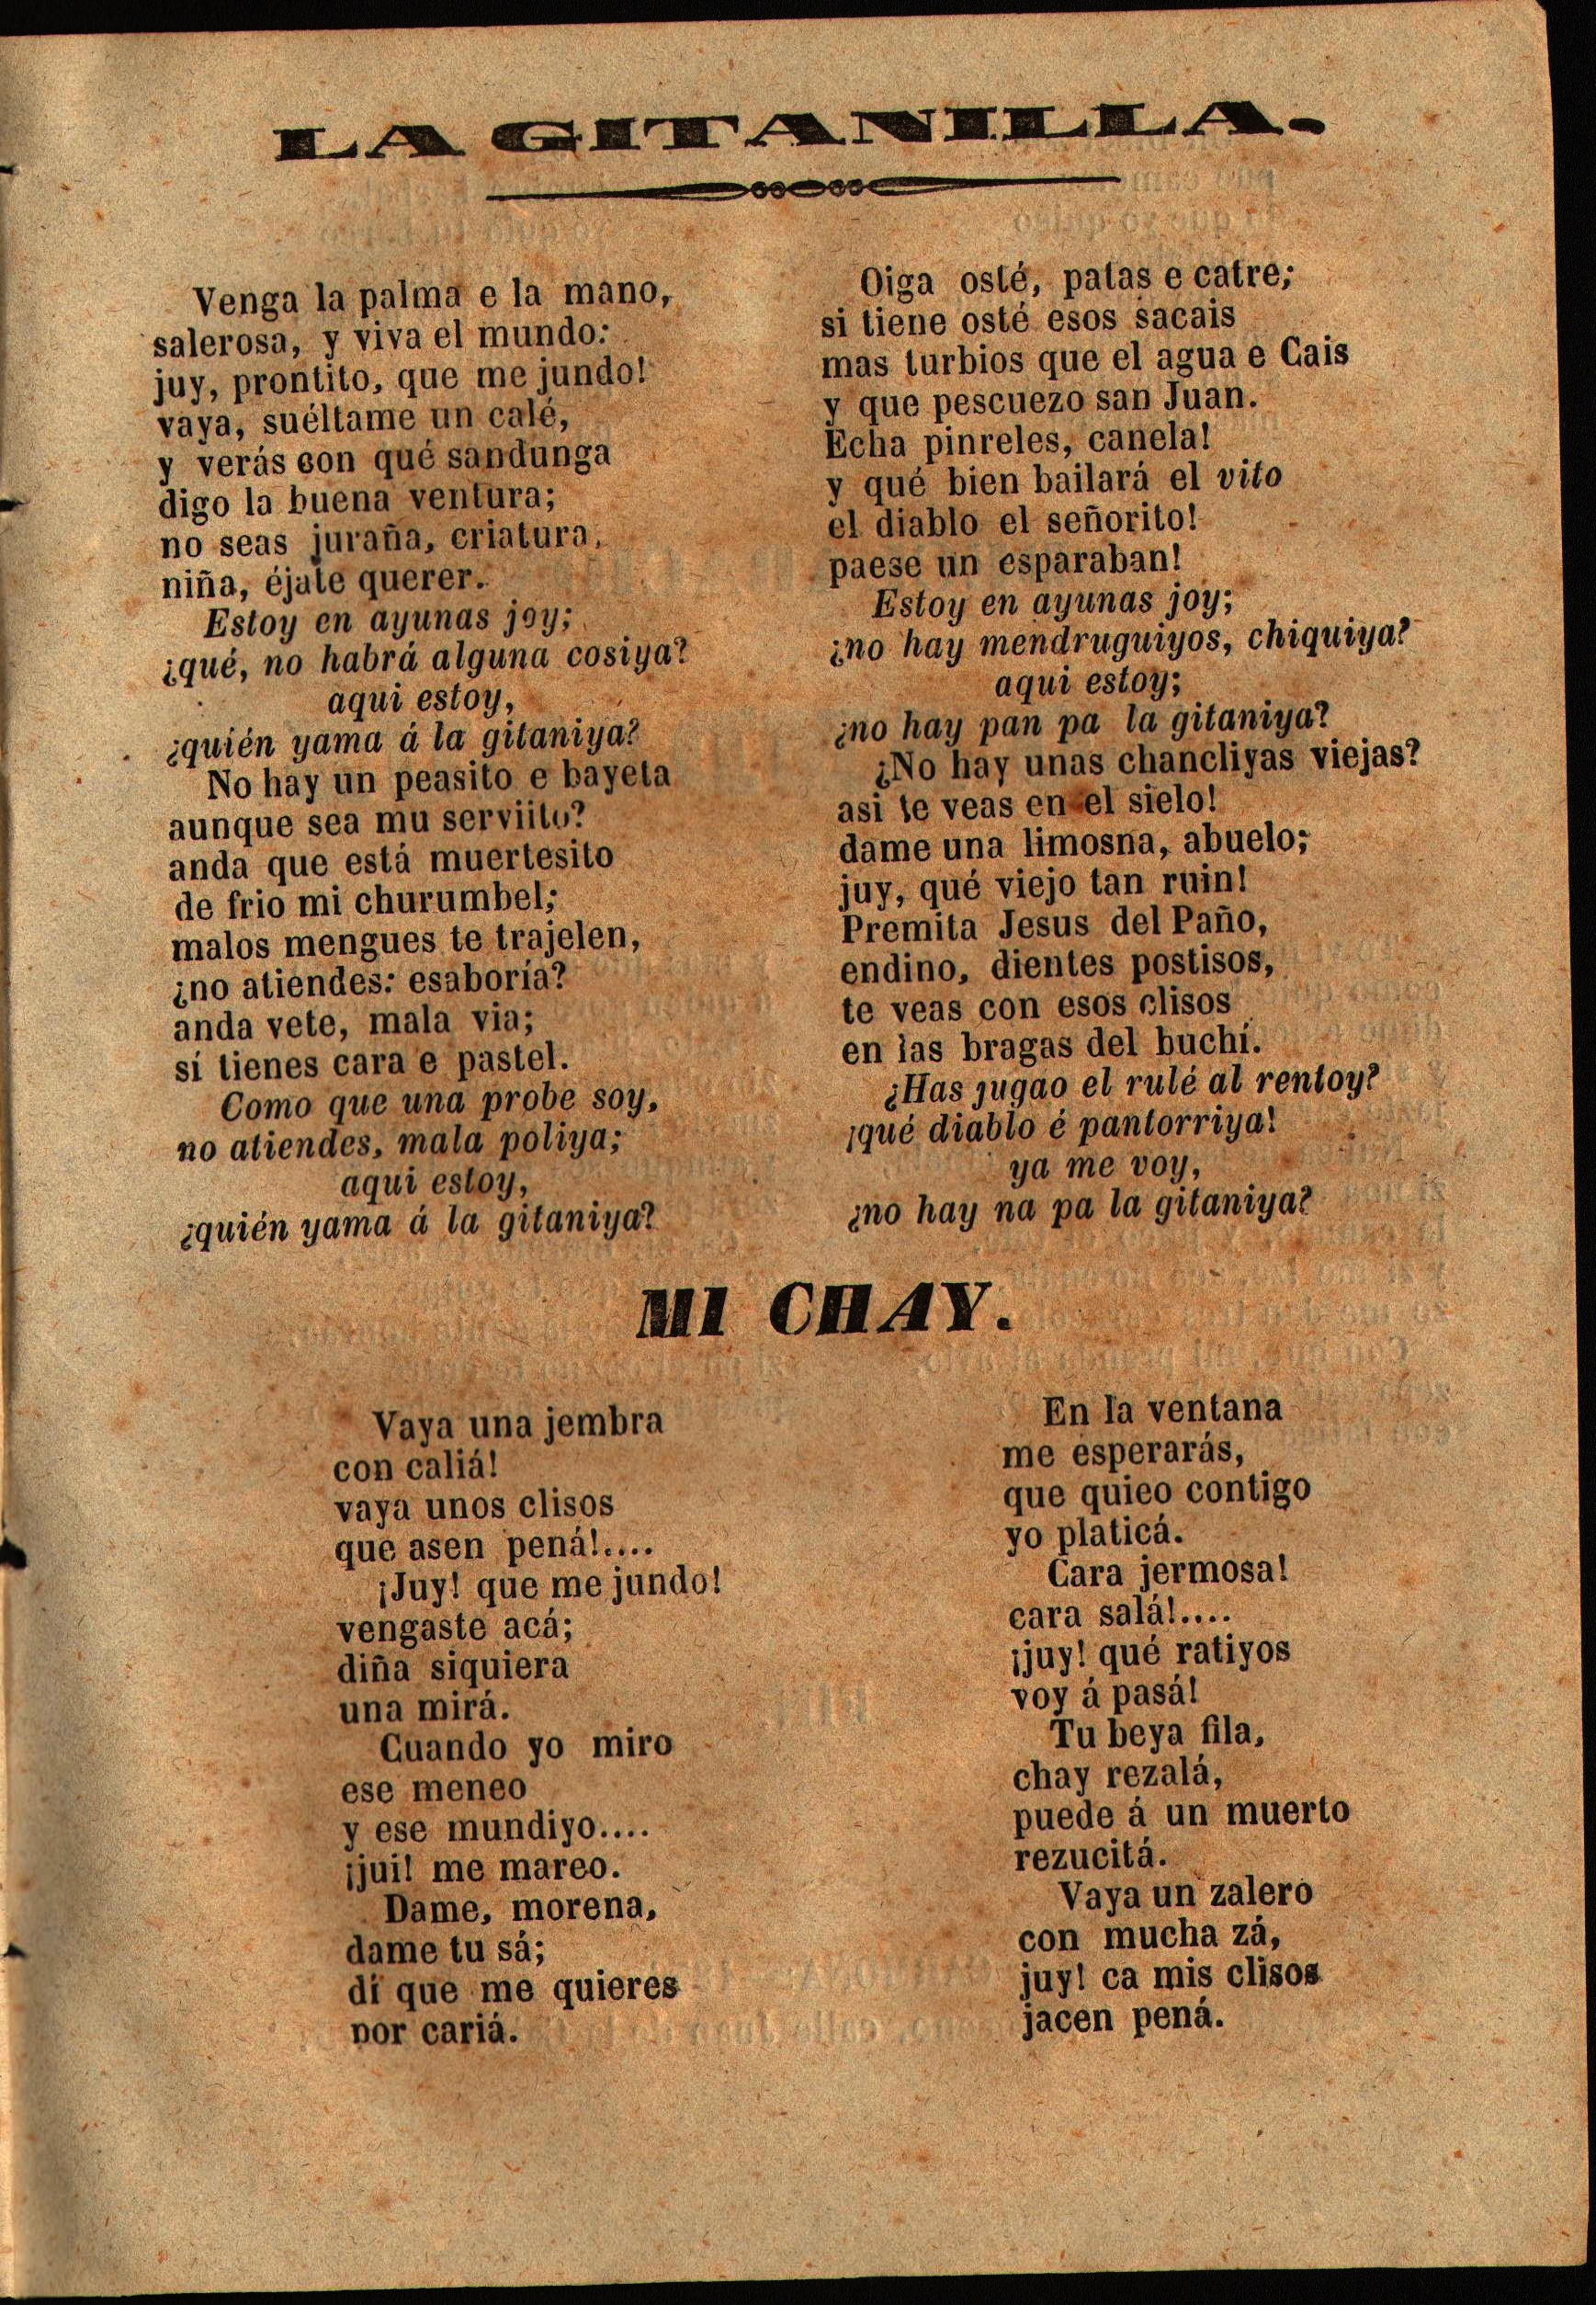 LA GITANILLA.
Venga la palma e la mano,
salerosa, y viva el mundo:
juy, prontito, que me jundo!
vaya, suéltame un calé,
y verás con qué sandunga
digo la buena ventura;
no seas juraña, criatura,
niña, éjate querer.
Estoy en ayunas joy;
¿qué, no habrá alguna cosiya?
aqui estoy,
¿quién yama á la gitaniya?
No hay un peasito e bayeta
aunque sea mu serviito?
anda que está muertesito
de frio mi churumbel;
malos mengues te trajelen,
¿no atiendes: esaboría?
anda vete, mala via;
sí tienes cara e pastel.
Como que una probe soy,
no atiendes, mala poliya;
aqui estoy,
¿quién yama á la gitaniya?
Oiga osté, patas e catre;
si tiene osté esos sacais
mas turbios que el agua e Cais
y que pescuezo san Juan.
Echa pinreles, canela!
y qué bien bailará el vito
el diablo el señorito!
paese un esparaban!
Estoy en ayunas joy;
¿no hay mendruguiyos, chiquiya?
aqui estoy;
¿no hay pan pa la gitaniya?
¿No hay unas chancliyas viejas?
asi te veas en el sielo!
dame una limosna, abuelo;
juy, qué viejo tan ruin!
Premita Jesus del Paño,
endino, dientes postisos,
te veas con esos clisos
en las bragas del buchí.
¿Has jugao el rulé al rentoy?
¡qué diablo é pantorriya!
ya me voy,
¿no hay na pa la gitaniya?
MI CHAY.
Vaya una jembra
con caliá!
vaya unos clisos
que asen pená!....
¡Juy! que me jundo!
vengaste acá;
diña siquiera
una mirá.
Cuando yo miro
ese meneo
y ese mundiyo....
¡jui! me mareo.
Dame, morena,
dame tu sá;
dí que me quieres
por cariá.
En la ventana
me esperarás,
que quieo contigo
yo platicá.
Cara jermosa!
cara salá!....
¡juy! qué ratiyos
voy á pasá!
Tu beya fila,
chay rezalá,
puede á un muerto
rezucitá.
Vaya un zalero
con mucha zá,
juy! ca mis clisos
jacen pená.